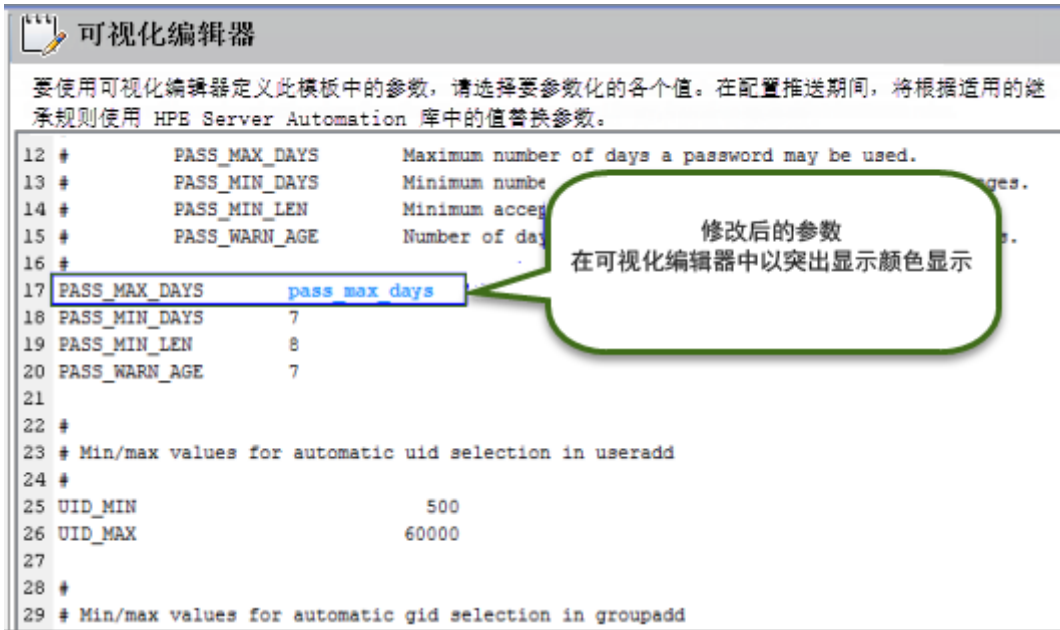 可视化编辑器
要使用可视化编辑器定义此模板中的参数，请选择要参数化的各个值。在配置推送期间，将根据适用的继
承规则使用 HPE Server Automation 库中的值替换参数。
12 # PASS_MAX_DAYS Maximum number of days a password may be used.
13 # PASS_MIN_DAYS Minimum
14 # PASS_MIN_LEN Minimum
15 # PASS_WARN_AGE Number of
16 #
17 PASS_MAX_DAYS pass_max_days
18 PASS_MIN_DAYS 7
19 PASS_MIN_LEN 8
20 PASS_WARN_AGE 7
21
22 #
23 # Min/max values for automatic uid selection in useradd
24 #
25 UID_MIN 500
26 UID_MAX 60000
27
28 #
29 # Min/max values for automatic gid selection in groupadd
修改后的参数
在可视化编辑器中以突出显示颜色显示